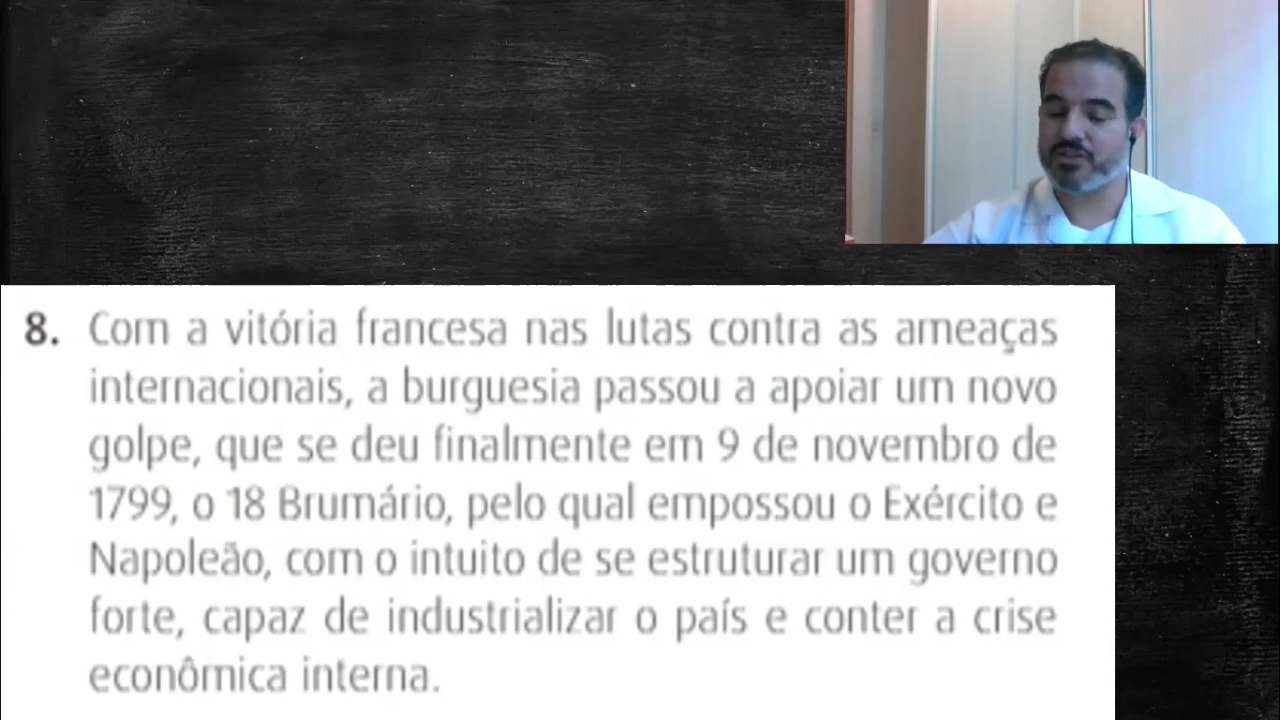 8. Com a vitória francesa nas lutas contra as ameaças
internacionais, a burguesia passou a apoiar um novo
golpe, que se deu finalmente em 9 de novembro de
1799, o 18 Brumário, pelo qual empossou o Exército e
Napoleão, com o intuito de se estruturar um governo
forte, capaz de industrializar o país e conter a crise
econômica interna.